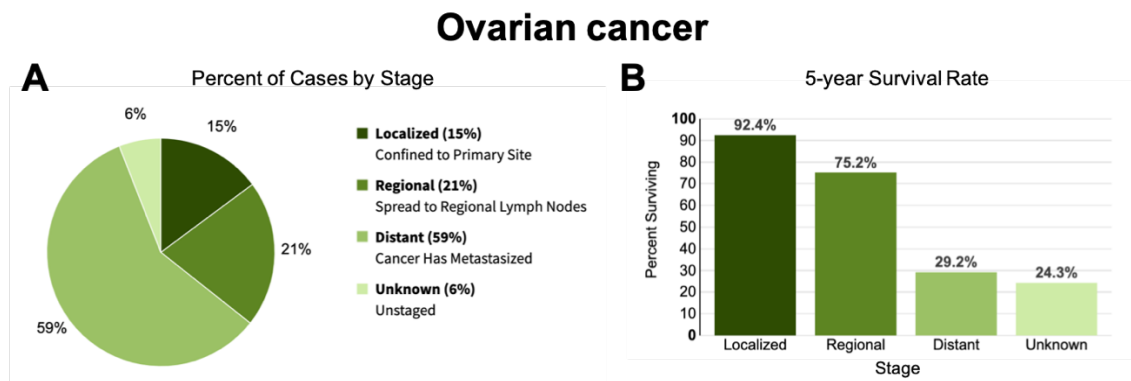 Ovarian cancer
A
Percent of Cases by Stage
6%
15%
21%
59%
Localized (15%)
Confined to Primary Site
Regional (21%)
Spread to Regional Lymph Nodes
Distant (59%)
Cancer Has Metastasized
Unknown (6%)
Unstaged
B
5-year Survival Rate
Percent Surviving
100
90
80
70
60
50
40
30
20
10
0
92.4%
75.2%
29.2%
24.3%
Localized
Regional
Distant
Unknown
Stage